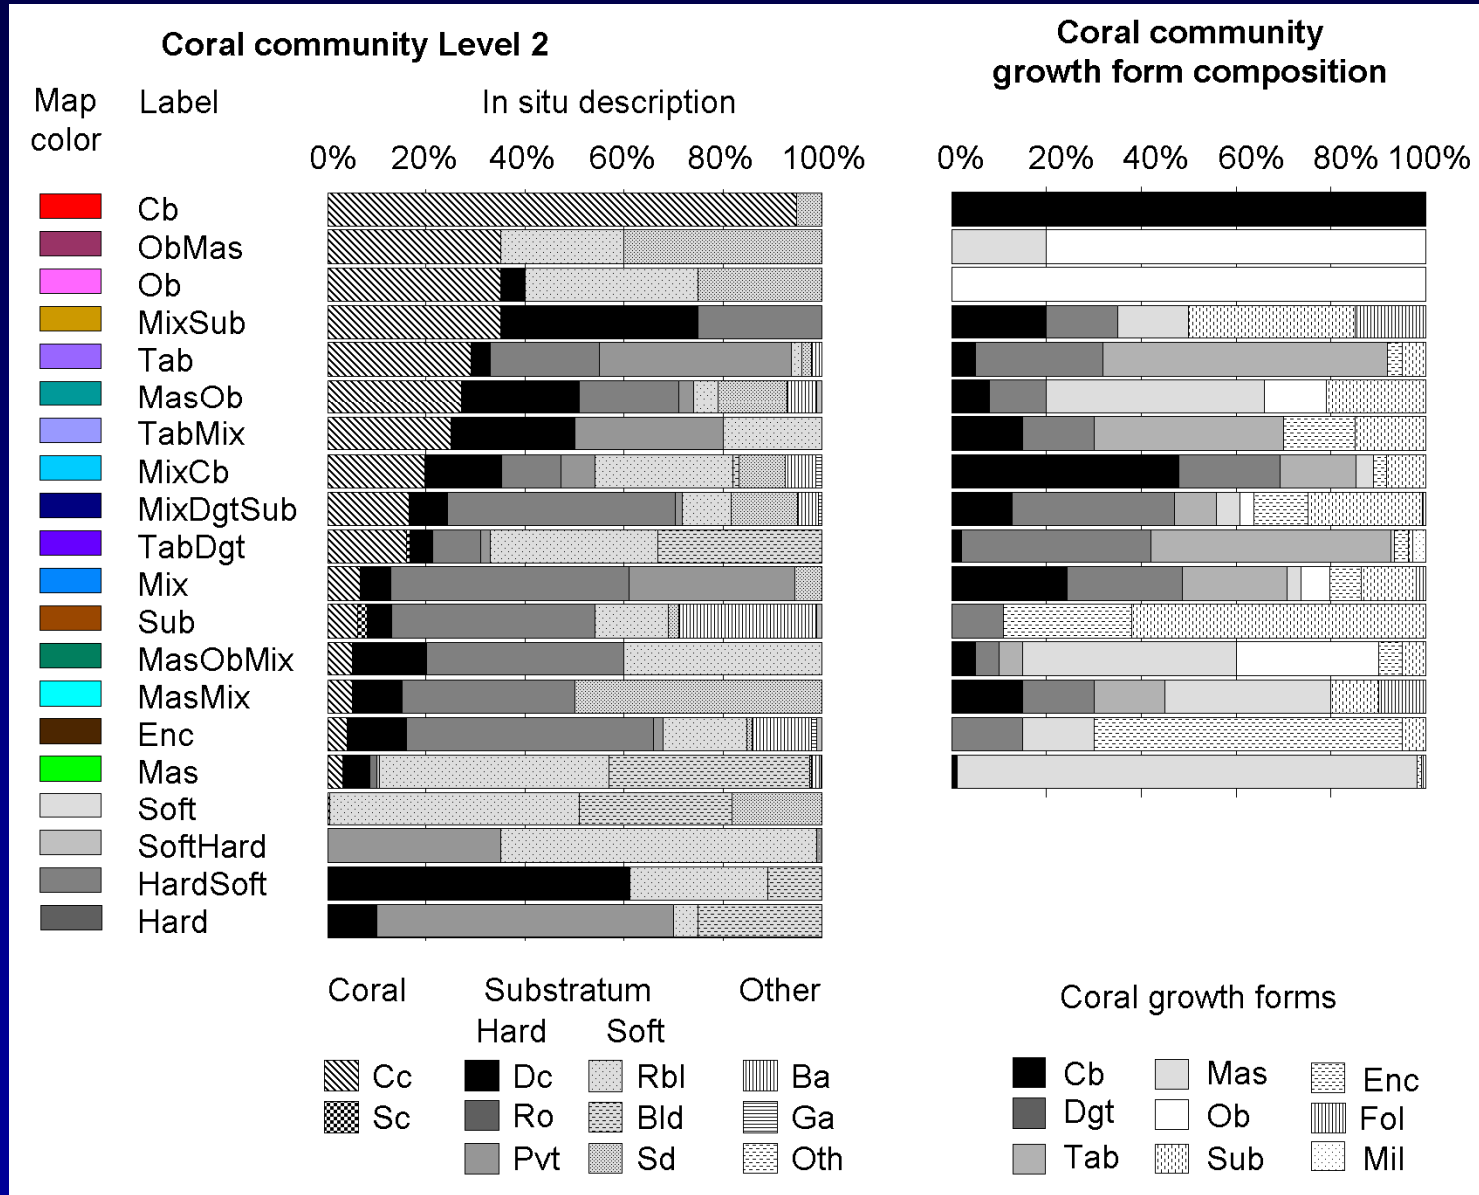 Coral community Level 2
Coral community
growth form composition
Map
color
Label
In situ description
0% 20% 40% 60% 80% 100%
0% 20% 40% 60% 80% 100%
Cb
ObMas
Ob
MixSub
Tab
MasOb
TabMix
MixCb
MixDgtSub
TabDgt
Mix
Sub
MasObMix
MasMix
Enc
Mas
Soft
SoftHard
HardSoft
Hard
Coral Substratum Other
Hard Soft
Cc Dc Rbl Ba
Sc Ro Bld Ga
Pvt Sd Oth
Coral growth forms
Cb Mas Enc
Dgt Ob Fol
Tab Sub Mil